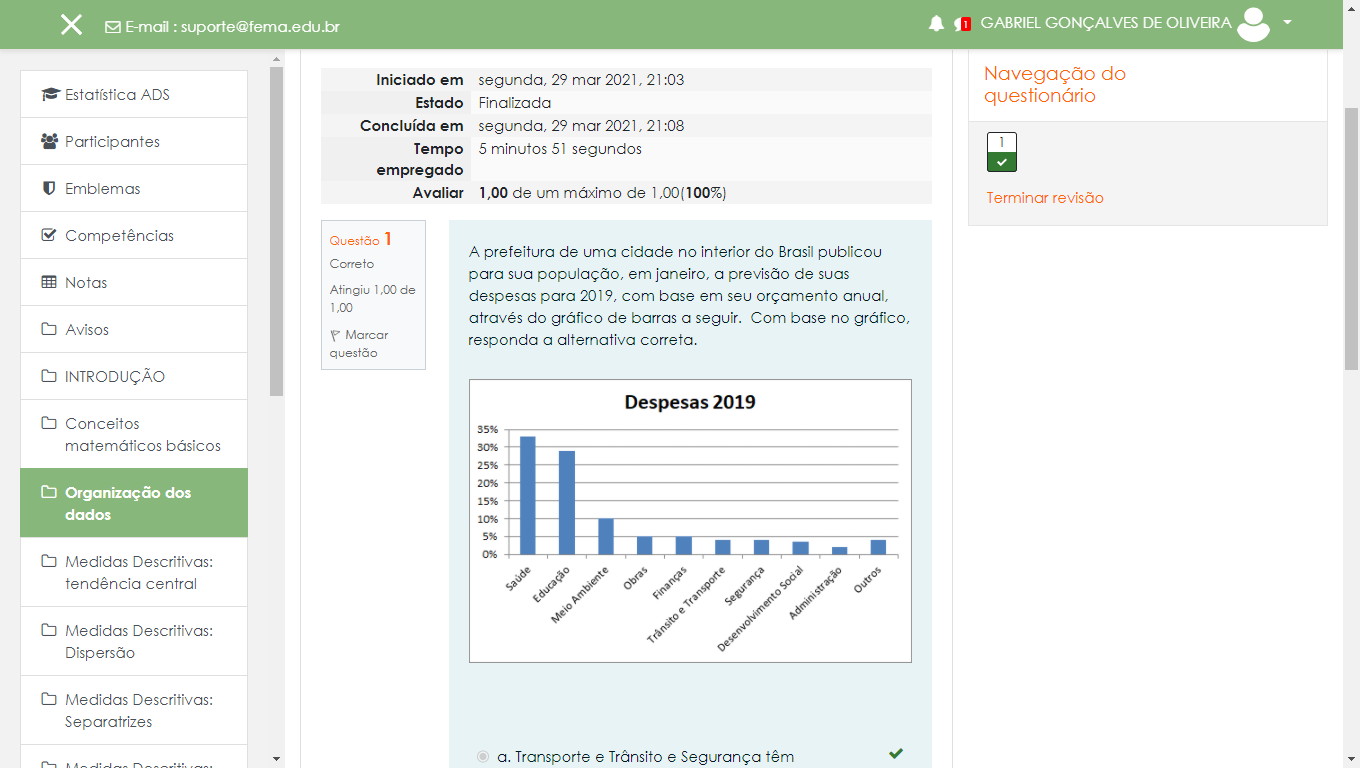 E-mail : suporte@fema.edu.br
1
GABRIEL GONÇALVES DE OLIVEIRA
Estatística ADS
Participantes
Emblemas
Competências
Notas
Avisos
INTRODUÇÃO
Conceitos
matemáticos básicos
Organização dos
dados
Medidas Descritivas:
tendência central
Medidas Descritivas:
Dispersão
Medidas Descritivas:
Separatrizes
Medidas Descritivas:
Iniciado em segunda, 29 mar 2021, 21:03
Estado Finalizada
Concluída em segunda, 29 mar 2021, 21:08
Tempo 5 minutos 51 segundos
empregado
Avaliar 1,00 de um máximo de 1,00(100%)
Questão 1
Correto
Atingiu 1,00 de
1,00
Marcar
questão
A prefeitura de uma cidade no interior do Brasil publicou
para sua população, em janeiro, a previsão de suas
despesas para 2019, com base em seu orçamento anual,
através do gráfico de barras a seguir. Com base no gráfico,
responda a alternativa correta.
Despesas 2019
35%
30%
25%
20%
15%
10%
5%
0%
Saúde
Educação
Meio Ambiente
Obras
Finanças
Trânsito e Transporte
Segurança
Desenvolvimento Social
Administração
Outros
a. Transporte e Trânsito e Segurança têm
Navegação do
questionário
1
Terminar revisão